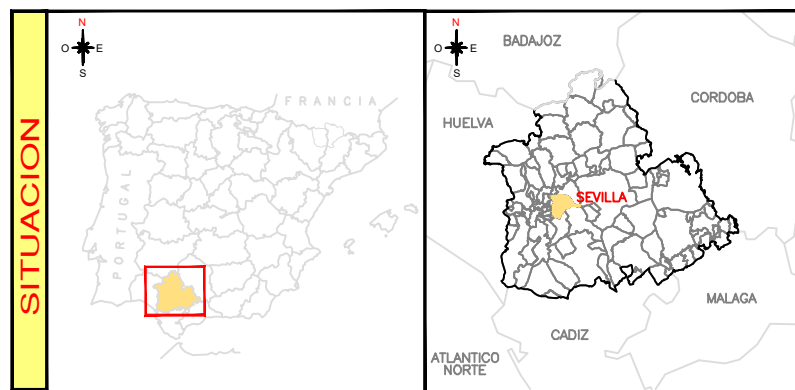 SITUACION
N
O E
S
FRANCIA
PORTUGAL
N
O E
S
BADAJOZ
CORDOBA
HUELVA
SEVILLA
MALAGA
CADIZ
ATLANTICO
NORTE